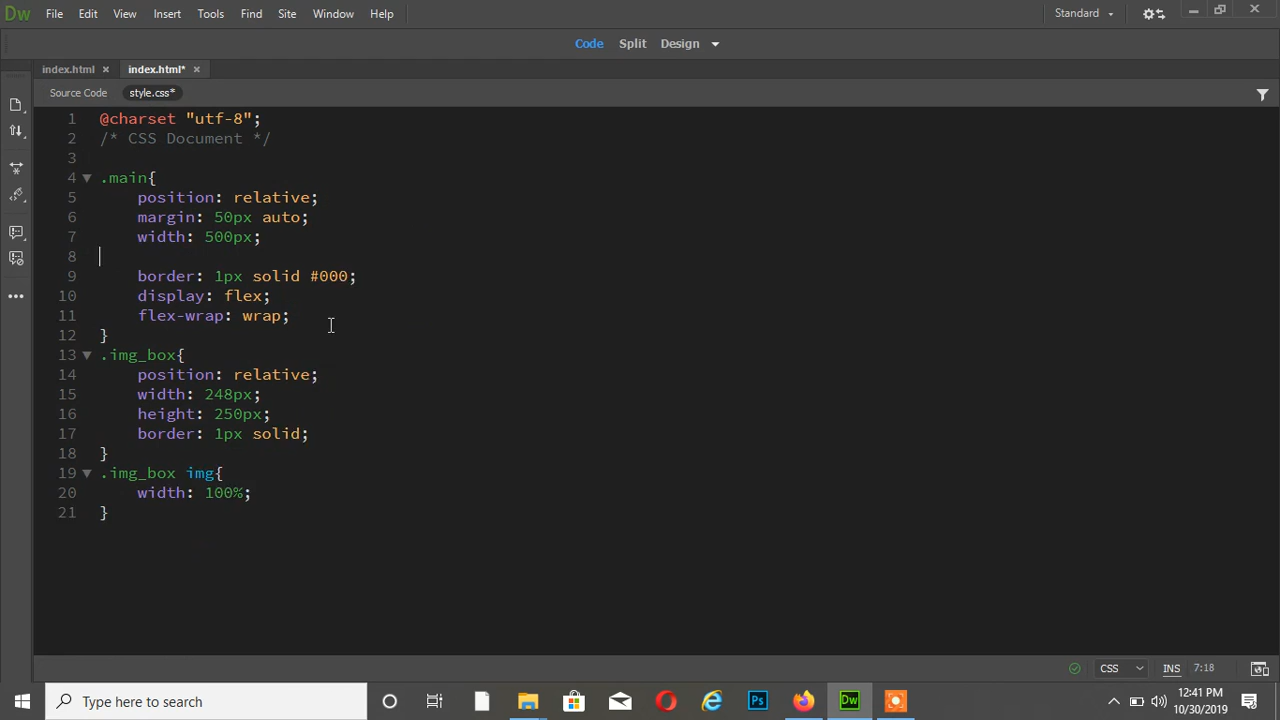 Dw File Edit View Insert Tools Find Site Window Help Standard
Code Split Design
index.html index.html*
Source Code style.css*
1 @charset "utf-8";
2 /* CSS Document */
3
4 .main{
5 position: relative;
6 margin: 50px auto;
7 width: 500px;
8
9 border: 1px solid #000;
10 display: flex;
11 flex-wrap: wrap;
12 }
13 .img_box{
14 position: relative;
15 width: 248px;
16 height: 250px;
17 border: 1px solid;
18 }
19 .img_box img{
20 width: 100%;
21 }
CSS INS 7:18
Type here to search Ps Dw 12:41 PM
10/30/2019